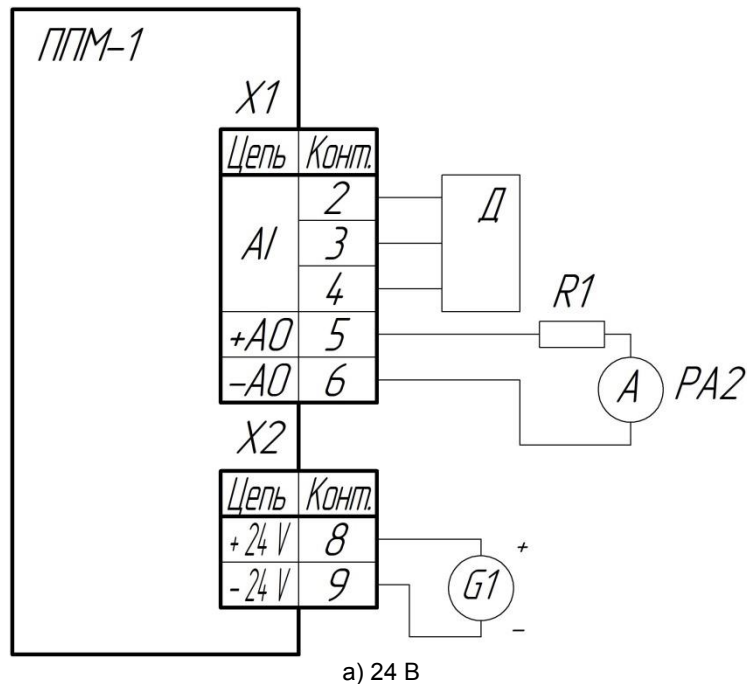 ППМ-1
X1
Цепь Конт.
AI 2
3
4
Д
+AO 5
-AO 6
R1
A PA2
X2
Цепь Конт.
+24 V 8
-24 V 9
G1
+
–
а) 24 В